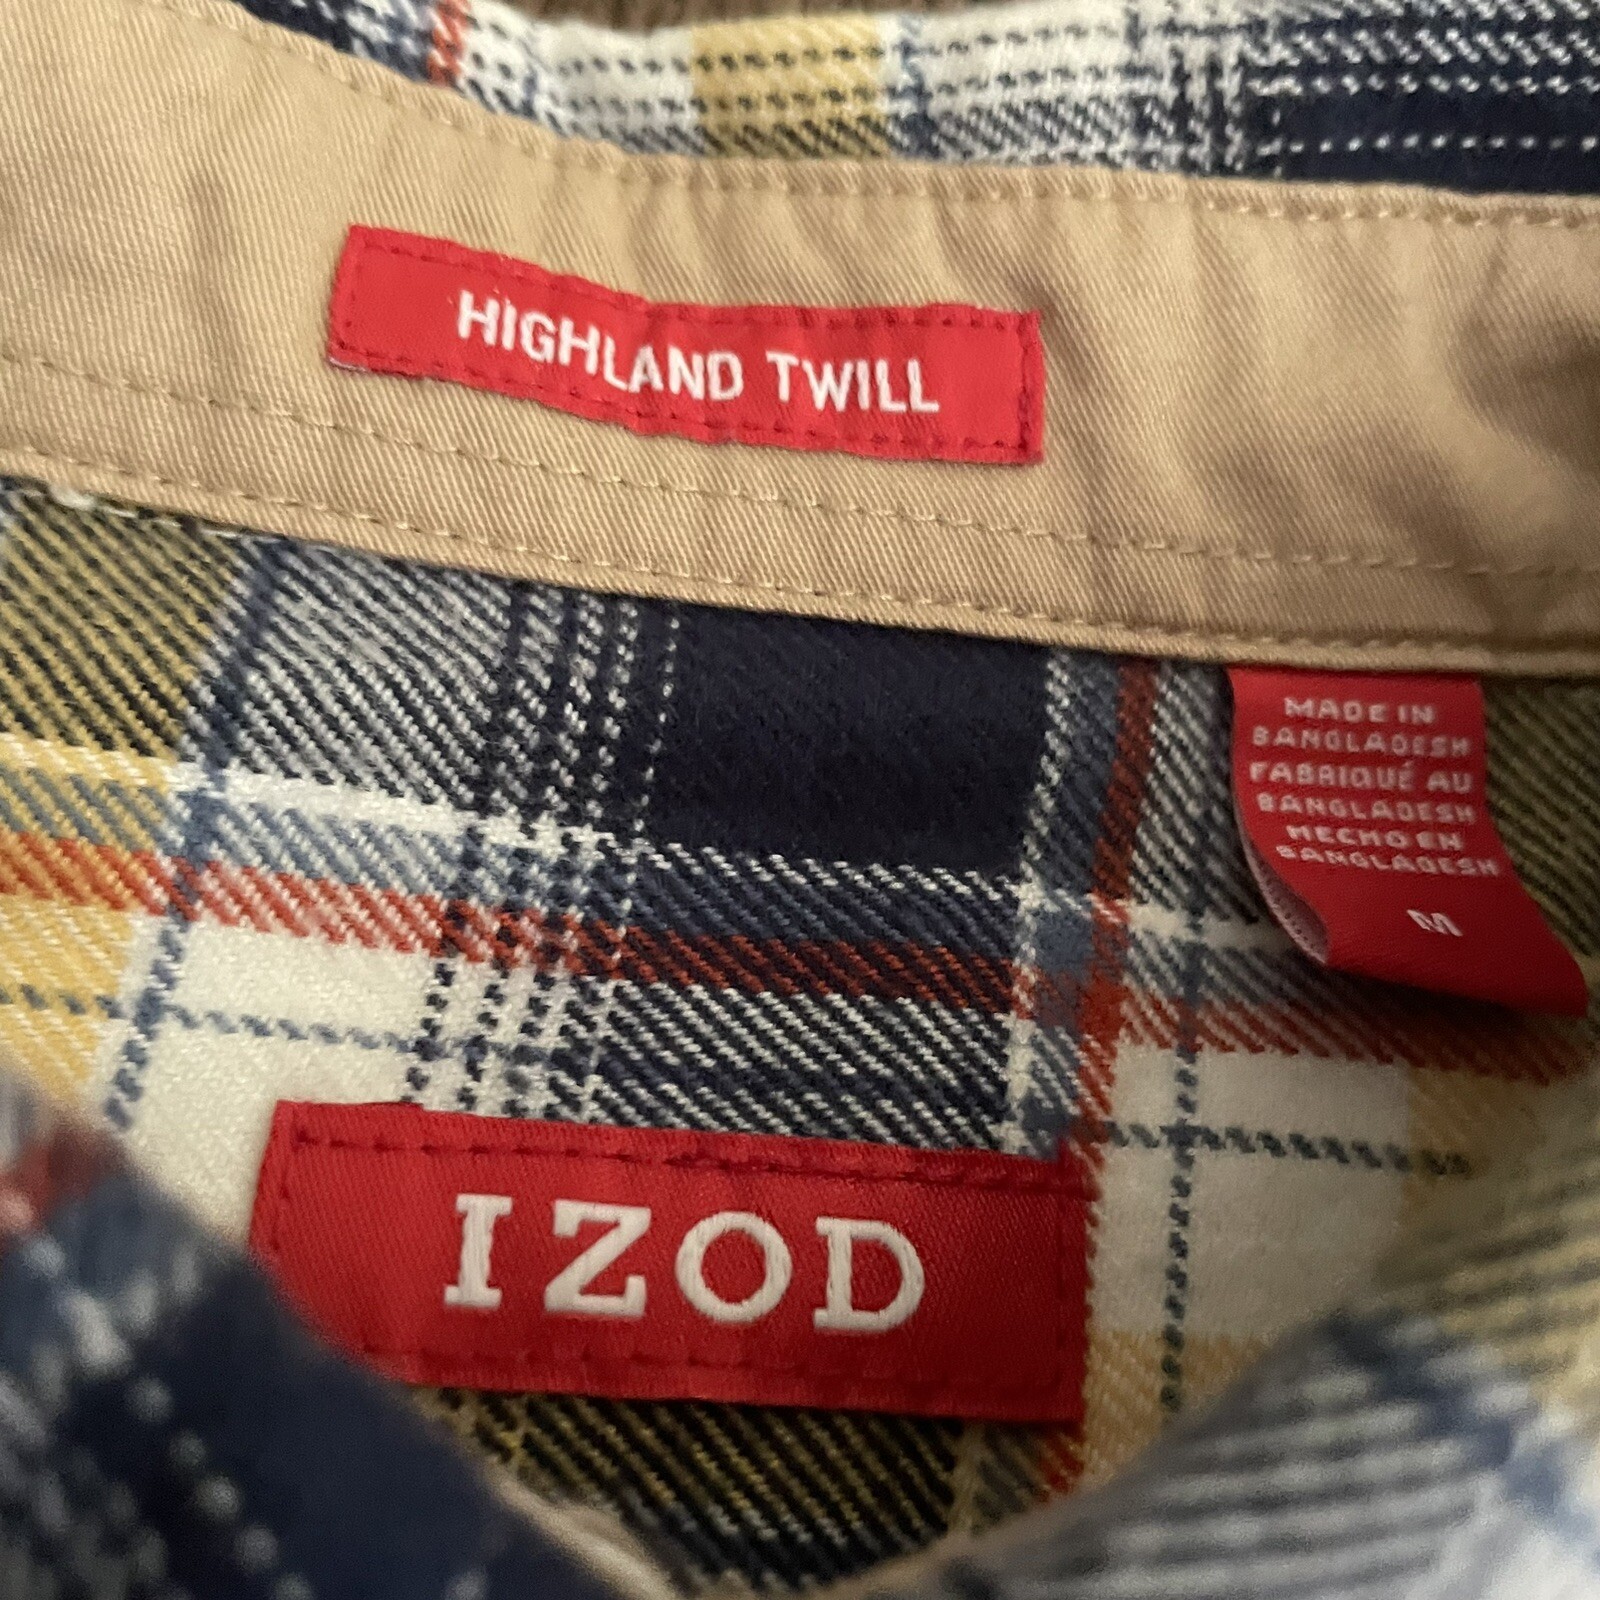 HIGHLAND TWILL
MADE IN
BANGLADESH
FABRIQUÉ AU
BANGLADESH
HECHO EN
BANGLADESH
M
IZOD